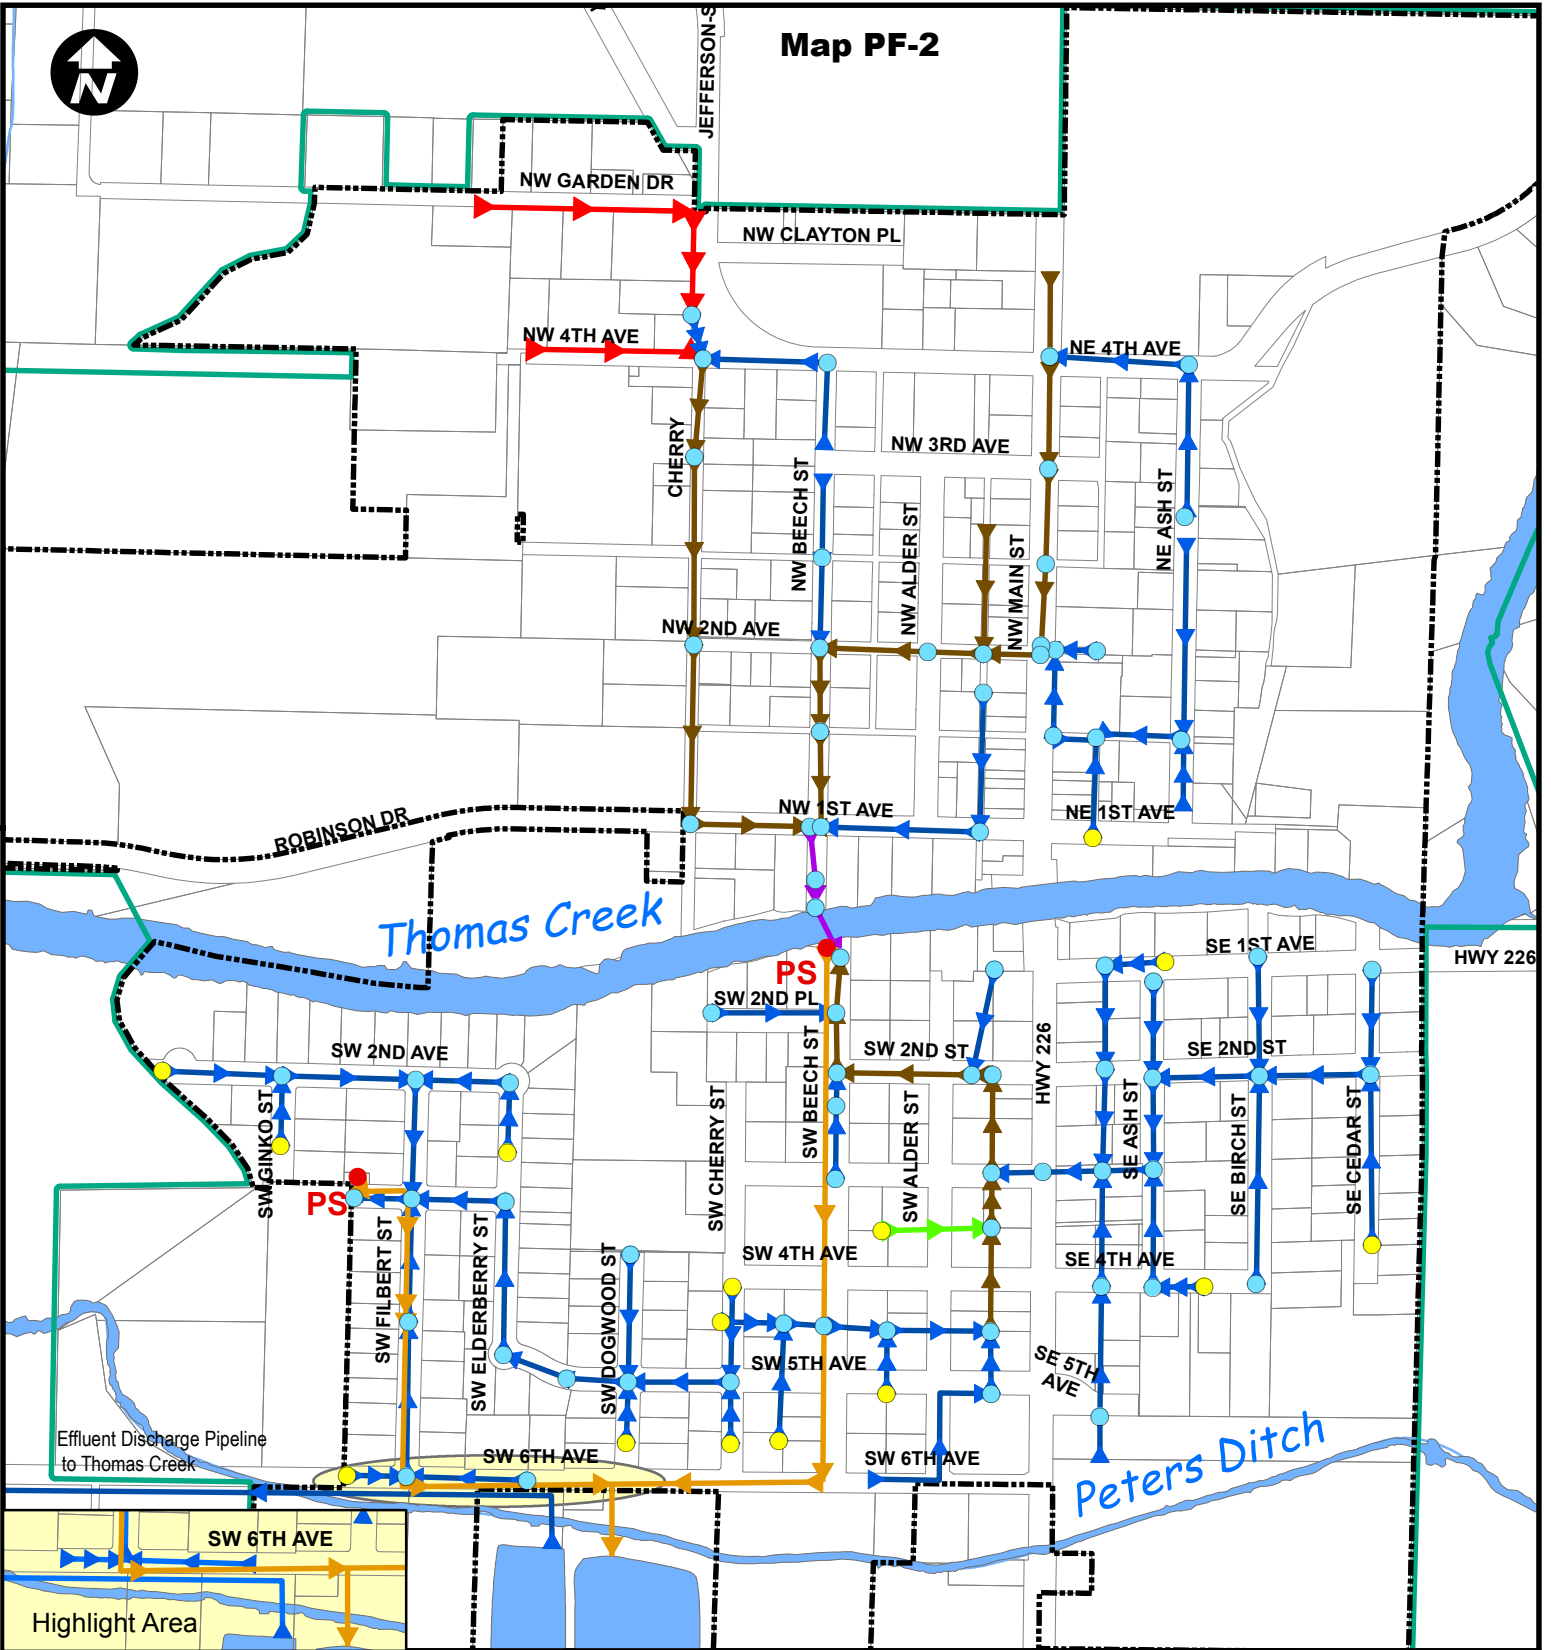 JEFFERSON-S
Map PF-2
N
NW GARDEN DR
NW CLAYTON PL
NW 4TH AVE
NE 4TH AVE
CHERRY
NW 3RD AVE
NW BEECH ST
NW ALDER ST
NW MAIN ST
NE ASH ST
NW 2ND AVE
NW 1ST AVE
NE 1ST AVE
ROBINSON DR
Thomas Creek
SE 1ST AVE
HWY 226
PS
SW 2ND PL
SW 2ND AVE
SW BEECH ST
SW 2ND ST
HWY 226
SE 2ND ST
SW GINKO ST
SW CHERRY ST
SW ALDER ST
SE ASH ST
SE BIRCH ST
SE CEDAR ST
PS
SW FILBERT ST
SW ELDERBERRY ST
SW DOGWOOD ST
SW 4TH AVE
SE 4TH AVE
SW 5TH AVE
SE 5TH
AVE
Effluent Discharge Pipeline
to Thomas Creek
SW 6TH AVE
SW 6TH AVE
Peters Ditch
SW 6TH AVE
Highlight Area